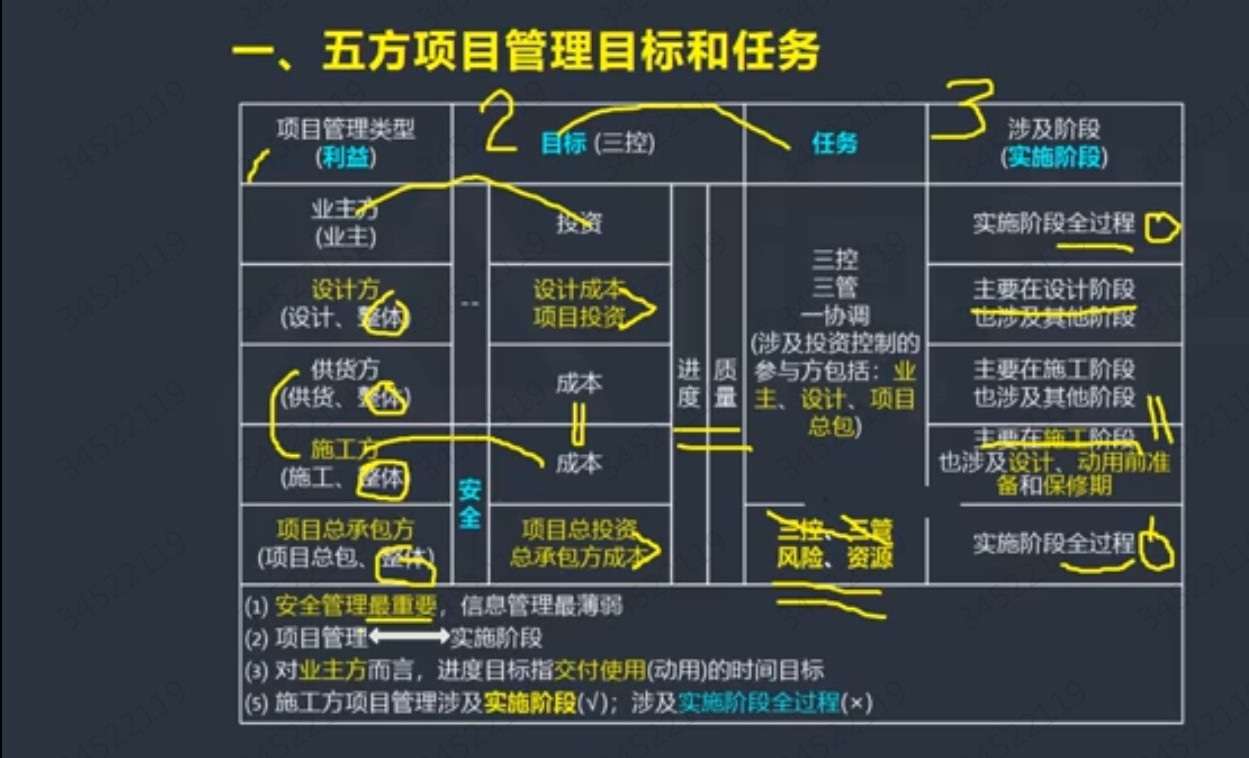 一、五方项目管理目标和任务
2
3
项目管理类型
(利益)
目标 (三控)
任务
涉及阶段
(实施阶段)
业主方
(业主)
--
投资
进度
质量
三控
三管
一协调
(涉及投资控制的
参与方包括：业
主、设计、项目
总包)
实施阶段全过程
设计方
(设计、整体)
设计成本
项目投资
主要在设计阶段
也涉及其他阶段
供货方
(供货、整体)
成本
主要在施工阶段
也涉及其他阶段
施工方
(施工、整体)
安全
成本
主要在施工阶段
也涉及设计、动用前准
备和保修期
项目总承包方
(项目总包、整体)
项目总投资
总承包方成本
三控、三管
风险、资源
实施阶段全过程
(1) 安全管理最重要，信息管理最薄弱
(2) 项目管理⟷实施阶段
(3) 对业主方而言，进度目标指交付使用(动用)的时间目标
(5) 施工方项目管理涉及实施阶段(√)；涉及实施阶段全过程(×)
34522119